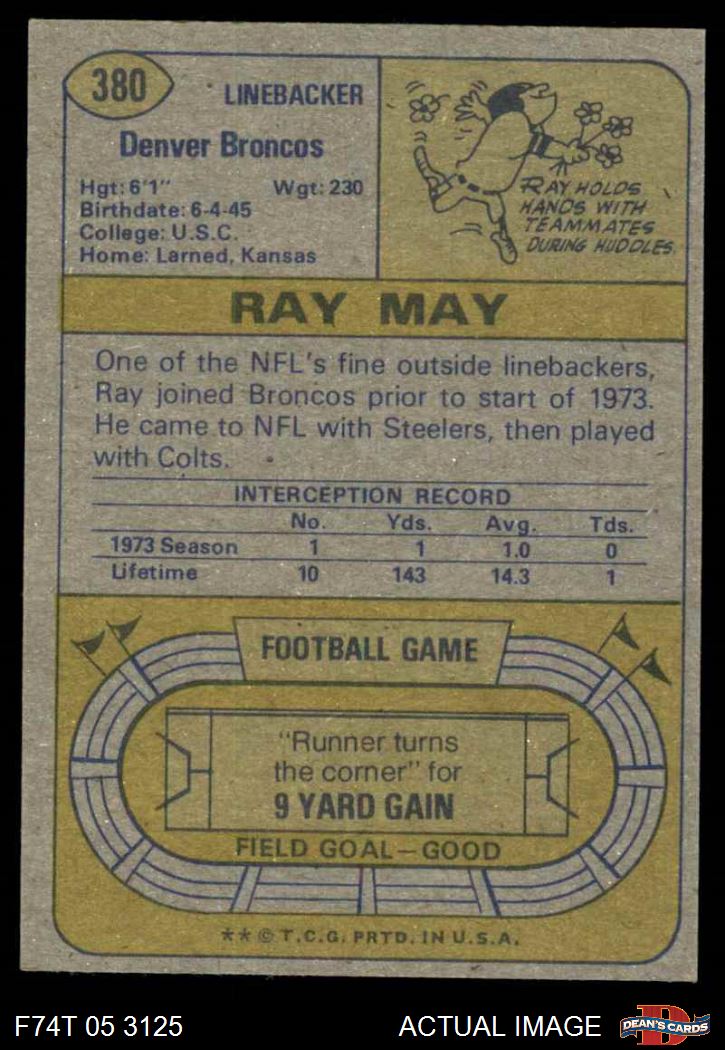 380
LINEBACKER
Denver Broncos
Hgt: 6'1" Wgt: 230
Birthdate: 6-4-45
College: U.S.C.
Home: Larned, Kansas
RAY HOLDS
HANDS WITH
TEAMMATES
DURING HUDDLES.
RAY MAY
One of the NFL's fine outside linebackers,
Ray joined Broncos prior to start of 1973.
He came to NFL with Steelers, then played
with Colts.
INTERCEPTION RECORD
No. Yds. Avg. Tds.
1973 Season 1 1 1.0 0
Lifetime 10 143 14.3 1
FOOTBALL GAME
"Runner turns
the corner" for
9 YARD GAIN
FIELD GOAL—GOOD
** © T.C.G. PRTD. IN U.S.A.
F74T 05 3125 ACTUAL IMAGE
D
DEAN'S CARDS